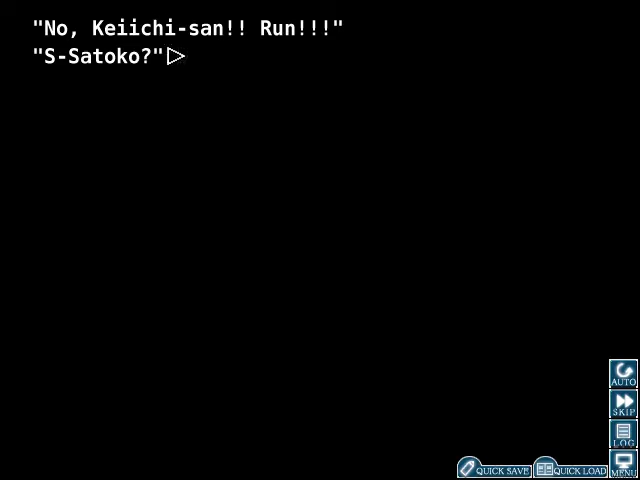 "No, Keiichi-san!! Run!!!"
"S-Satoko?"
AUTO
SKIP
LOG
QUICK SAVE
QUICK LOAD
MENU